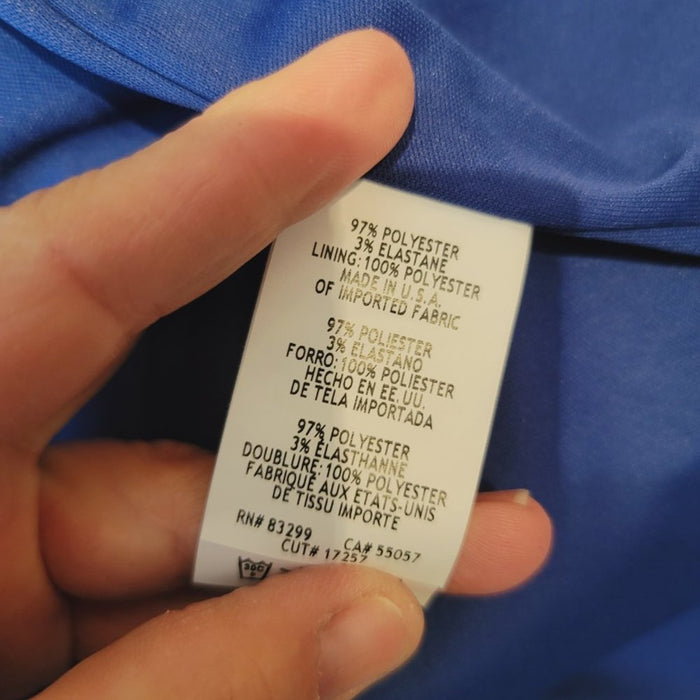 97% POLYESTER
3% ELASTANE
LINING: 100% POLYESTER
MADE IN U.S.A.
OF IMPORTED FABRIC
97% POLIESTER
3% ELASTANO
FORRO: 100% POLIESTER
HECHO EN EE.UU.
DE TELA IMPORTADA
97% POLYESTER
3% ÉLASTHANNE
DOUBLURE: 100% POLYESTER
FABRIQUÉ AUX ETATS-UNIS
DE TISSU IMPORTE
RN# 83299 CA# 55057
CUT# 17257